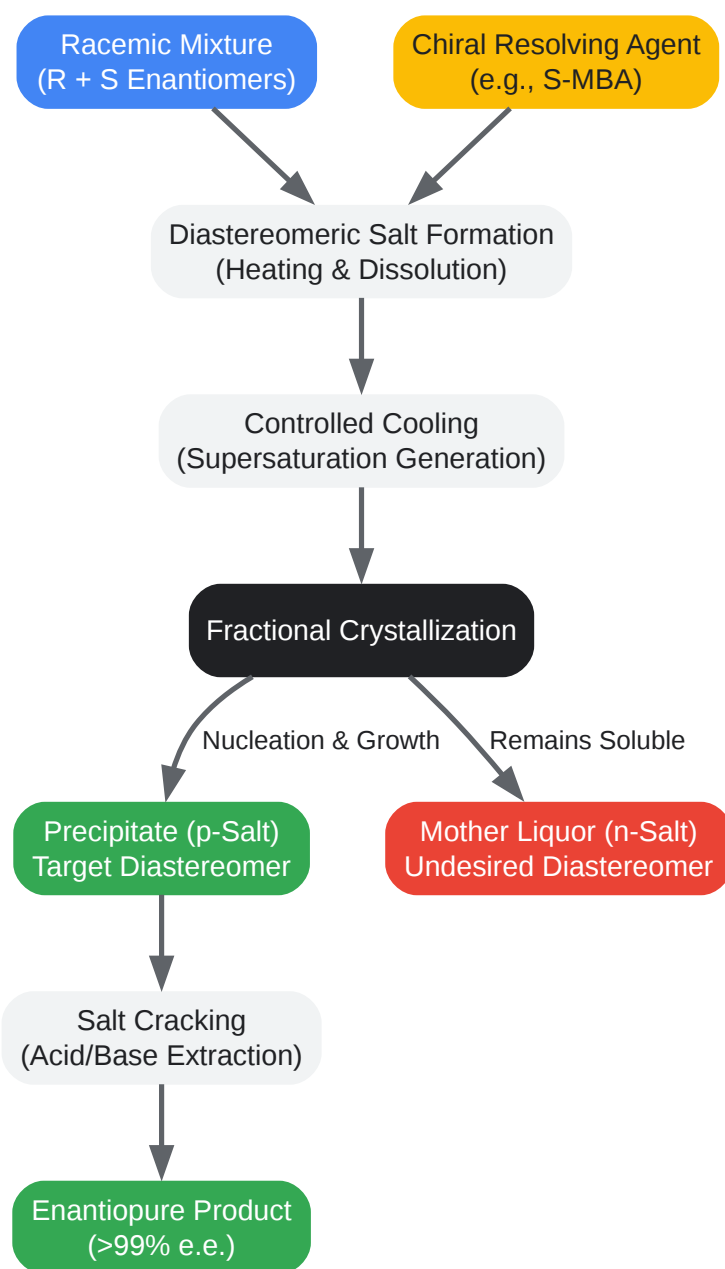 Racemic Mixture
(R + S Enantiomers)
Chiral Resolving Agent
(e.g., S-MBA)
Diastereomeric Salt Formation
(Heating & Dissolution)
Controlled Cooling
(Supersaturation Generation)
Fractional Crystallization
Nucleation & Growth
Remains Soluble
Precipitate (p-Salt)
Target Diastereomer
Mother Liquor (n-Salt)
Undesired Diastereomer
Salt Cracking
(Acid/Base Extraction)
Enantiopure Product
(>99% e.e.)